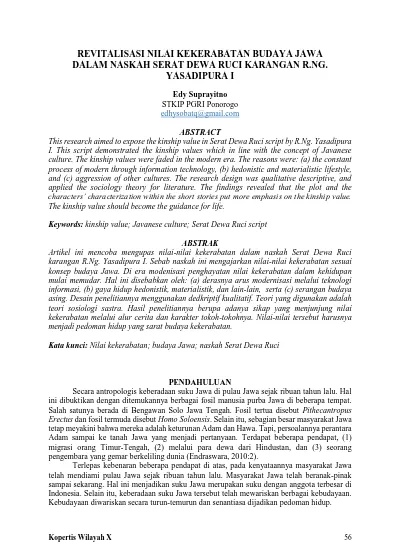 REVITALISASI NILAI KEKERABATAN BUDAYA JAWA
DALAM NASKAH SERAT DEWA RUCI KARANGAN R.NG.
YASADIPURA I
Edy Suprayitno
STKIP PGRI Ponorogo
edhysobatq@gmail.com
ABSTRACT
This research aimed to expose the kinship value in Serat Dewa Ruci script by R.Ng. Yasadipura
I. This script demonstrated the kinship values which in line with the concept of Javanese
culture. The kinship values were faded in the modern era. The reasons were: (a) the constant
process of modern through information technology, (b) hedonistic and materialistic lifestyle,
and (c) aggression of other cultures. The research design was qualitative descriptive, and
applied the sociology theory for literature. The findings revealed that the plot and the
characters' characterization within the short stories put more emphasis on the kinship value.
The kinship value should become the guidance for life.
Keywords: kinship value; Javanese culture; Serat Dewa Ruci script
ABSTRAK
Artikel ini mencoba mengupas nilai-nilai kekerabatan dalam naskah Serat Dewa Ruci
karangan R.Ng. Yasadipura I. Sebab naskah ini mengajarkan nilai-nilai kekerabatan sesuai
konsep budaya Jawa. Di era modenisasi penghayatan nilai kekerabatan dalam kehidupan
mulai memudar. Hal ini disebabkan oleh: (a) derasnya arus modernisasi melalui teknologi
informasi, (b) gaya hidup hedonistik, materialistik, dan lain-lain, serta (c) serangan budaya
asing. Desain penelitiannya menggunakan dedkriptif kualitatif. Teori yang digunakan adalah
teori sosiologi sastra. Hasil penelitiannya berupa adanya sikap yang menjunjung nilai
kekerabatan melalui alur cerita dan karakter tokoh-tokohnya. Nilai-nilai tersebut harusnya
menjadi pedoman hidup yang sarat budaya kekerabatan.
Kata kunci: Nilai kekerabatan; budaya Jawa; naskah Serat Dewa Ruci
PENDAHULUAN
Secara antropologis keberadaan suku Jawa di pulau Jawa sejak ribuan tahun lalu. Hal
ini dibuktikan dengan ditemukannya berbagai fosil manusia purba Jawa di beberapa tempat.
Salah satunya berada di Bengawan Solo Jawa Tengah. Fosil tertua disebut Pithecantropus
Erectus dan fosil termuda disebut Homo Soloensis. Selain itu, sebagian besar masyarakat Jawa
tetap meyakini bahwa mereka adalah keturunan Adam dan Hawa. Tapi, persoalannya perantara
Adam sampai ke tanah Jawa yang menjadi pertanyaan. Terdapat beberapa pendapat, (1)
migrasi orang Timur-Tengah, (2) melalui para dewa dari Hindustan, dan (3) seorang
pengembara yang gemar berkeliling dunia (Endraswara, 2010:2).
Terlepas kebenaran beberapa pendapat di atas, pada kenyataannya masyarakat Jawa
telah mendiami pulau Jawa sejak ribuan tahun lalu. Masyarakat Jawa telah beranak-pinak
sampai sekarang. Hal ini menjadikan suku Jawa merupakan suku dengan anggota terbesar di
Indonesia. Selain itu, keberadaan suku Jawa tersebut telah mewariskan berbagai kebudayaan.
Kebudayaan diwariskan secara turun-temurun dan senantiasa dijadikan pedoman hidup.
Kopertis Wilayah X 56